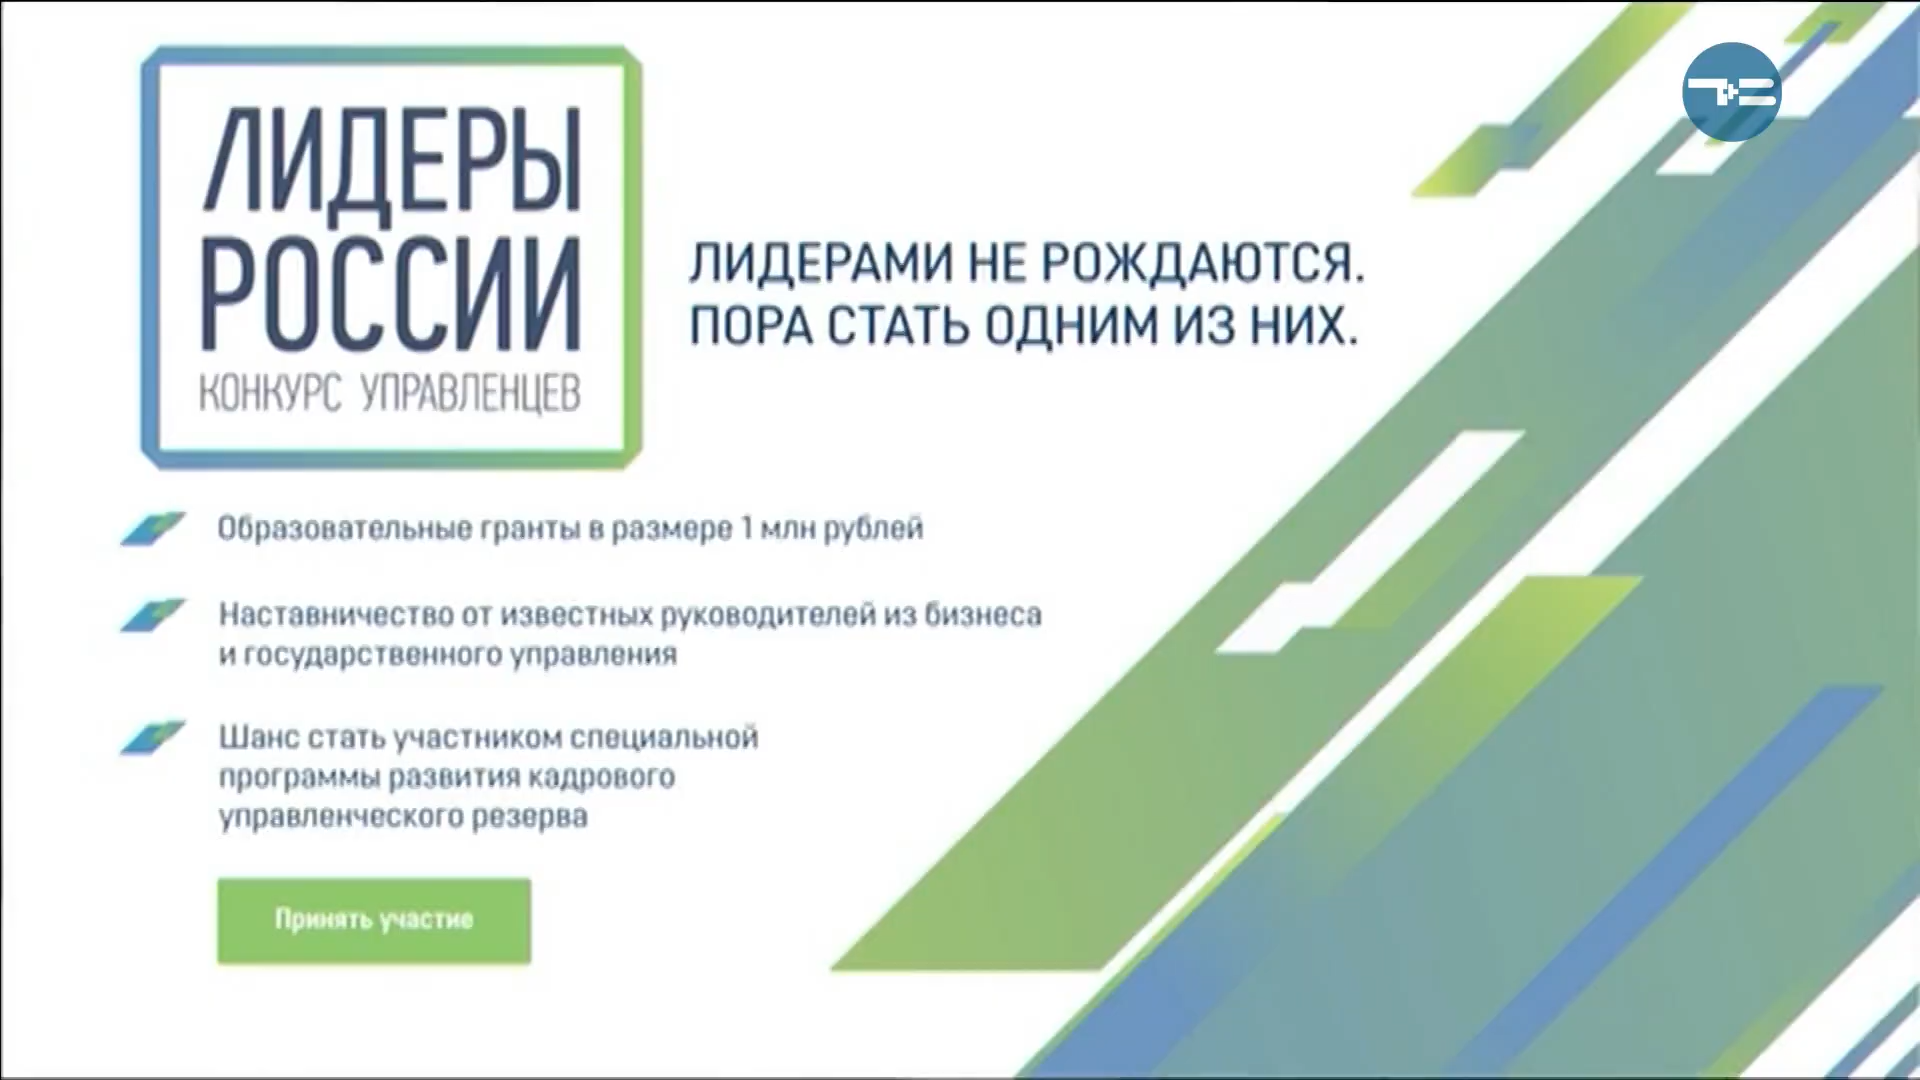 ЛИДЕРЫ
РОССИИ
КОНКУРС УПРАВЛЕНЦЕВ
ЛИДЕРАМИ НЕ РОЖДАЮТСЯ.
ПОРА СТАТЬ ОДНИМ ИЗ НИХ.
Образовательные гранты в размере 1 млн рублей
Наставничество от известных руководителей из бизнеса
и государственного управления
Шанс стать участником специальной
программы развития кадрового
управленческого резерва
Принять участие